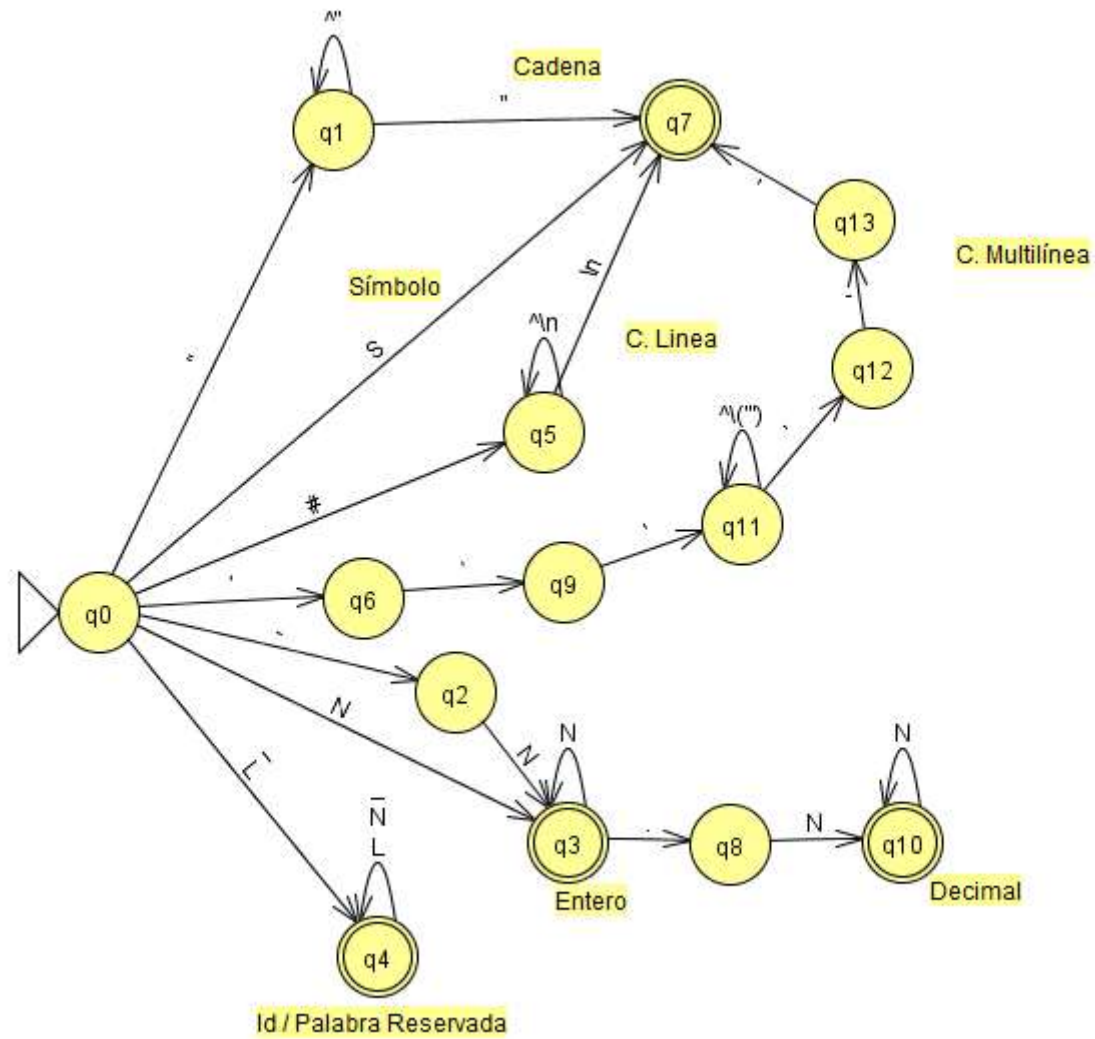 ^"
Cadena
"
q1
q7
q13
C. Multilínea
Símbolo
\n
S
^\n
C. Linea
q12
"
q5
^\(''')
#
q11
'
q0
q6
'
q9
'
'
'
'
-
q2
N
N
N
N
L
_
q3
.
q8
N
q10
Entero
Decimal
_
N
L
q4
Id / Palabra Reservada